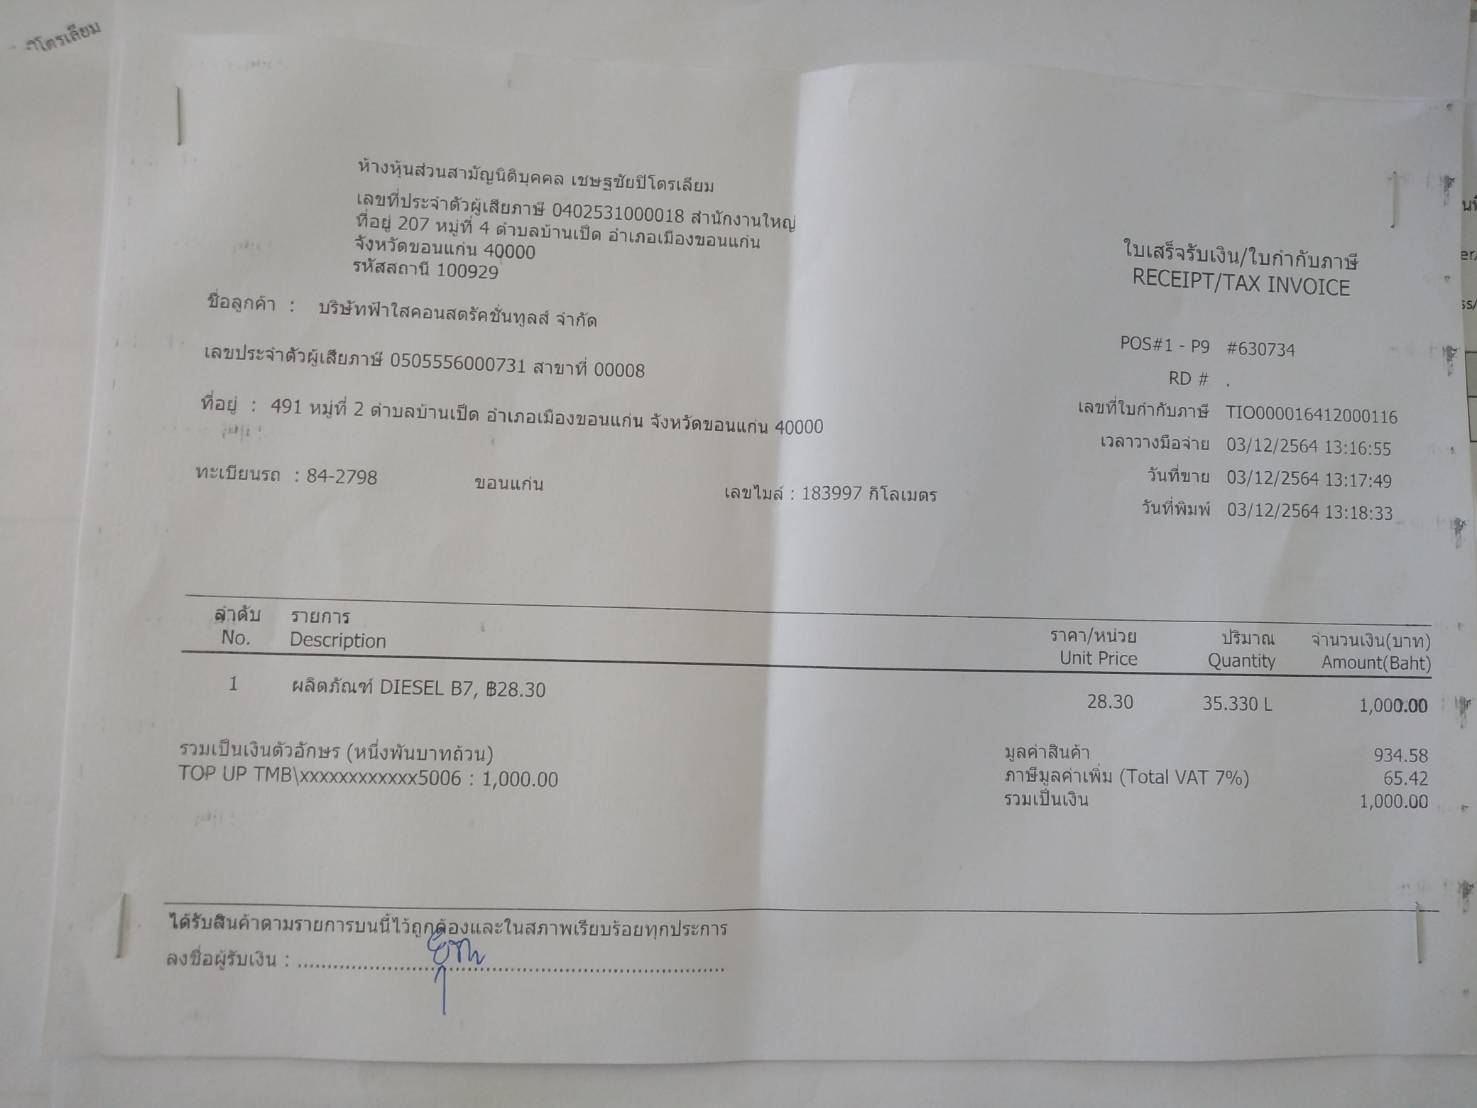 ปิโตรเลียม
ห้างหุ้นส่วนสามัญนิติบุคคล เชษฐชัยปิโตรเลียม
เลขที่ประจำตัวผู้เสียภาษี 0402531000018 สำนักงานใหญ่
ที่อยู่ 207 หมู่ที่ 4 ตำบลบ้านเป็ด อำเภอเมืองขอนแก่น
จังหวัดขอนแก่น 40000
รหัสสถานี 100929
ใบเสร็จรับเงิน/ใบกำกับภาษี
RECEIPT/TAX INVOICE
ชื่อลูกค้า : บริษัทฟ้าใสคอนสตรัคชั่นทูลส์ จำกัด
เลขประจำตัวผู้เสียภาษี 0505556000731 สาขาที่ 00008
ที่อยู่ : 491 หมู่ที่ 2 ตำบลบ้านเป็ด อำเภอเมืองขอนแก่น จังหวัดขอนแก่น 40000
ทะเบียนรถ : 84-2798 ขอนแก่น เลขไมล์ : 183997 กิโลเมตร
POS#1 - P9 #630734
RD # .
เลขที่ใบกำกับภาษี TIO000016412000116
เวลาวางมือจ่าย 03/12/2564 13:16:55
วันที่ขาย 03/12/2564 13:17:49
วันที่พิมพ์ 03/12/2564 13:18:33
ลำดับ รายการ ราคา/หน่วย ปริมาณ จำนวนเงิน(บาท)
No. Description Unit Price Quantity Amount(Baht)
1 ผลิตภัณฑ์ DIESEL B7, ฿28.30 28.30 35.330 L 1,000.00
รวมเป็นเงินตัวอักษร (หนึ่งพันบาทถ้วน)
TOP UP TMB\xxxxxxxxxxxx5006 : 1,000.00
มูลค่าสินค้า 934.58
ภาษีมูลค่าเพิ่ม (Total VAT 7%) 65.42
รวมเป็นเงิน 1,000.00
ได้รับสินค้าตามรายการบนนี้ไว้ถูกต้องและในสภาพเรียบร้อยทุกประการ
ลงชื่อผู้รับเงิน :